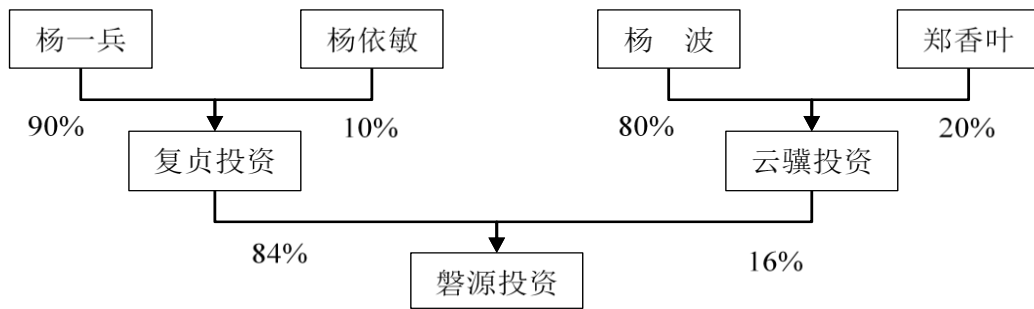 杨一兵 杨依敏 杨 波 郑香叶
90% 10% 80% 20%
复贞投资 云骥投资
84% 16%
磐源投资